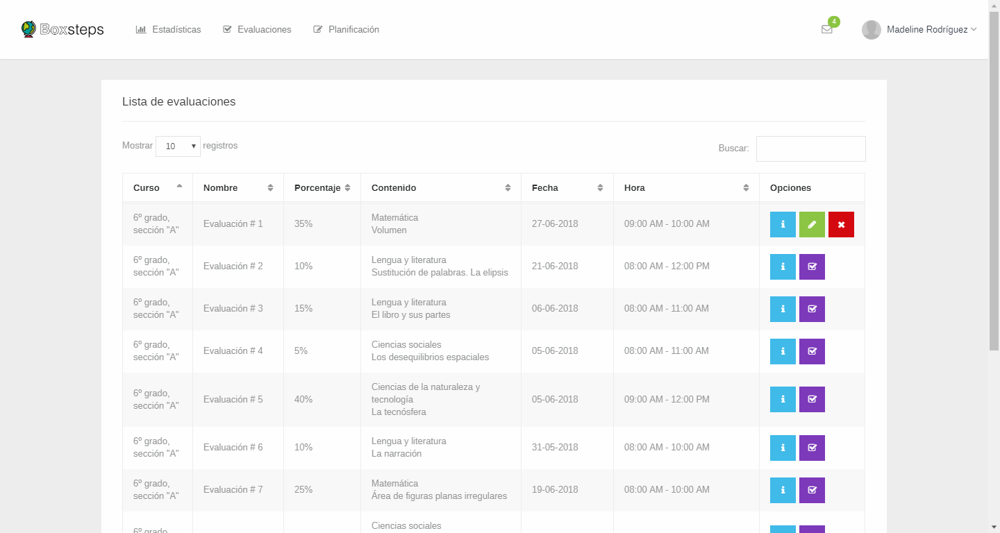 Boxsteps
Estadísticas
Evaluaciones
Planificación
4
Madeline Rodríguez
Lista de evaluaciones
Mostrar 10 registros
Buscar:
Curso Nombre Porcentaje Contenido Fecha Hora Opciones
6º grado,
sección "A"
Evaluación # 1
35%
Matemática
Volumen
27-06-2018
09:00 AM - 10:00 AM
6º grado,
sección "A"
Evaluación # 2
10%
Lengua y literatura
Sustitución de palabras. La elipsis
21-06-2018
08:00 AM - 12:00 PM
6º grado,
sección "A"
Evaluación # 3
15%
Lengua y literatura
El libro y sus partes
06-06-2018
08:00 AM - 11:00 AM
6º grado,
sección "A"
Evaluación # 4
5%
Ciencias sociales
Los desequilibrios espaciales
05-06-2018
08:00 AM - 11:00 AM
6º grado,
sección "A"
Evaluación # 5
40%
Ciencias de la naturaleza y
tecnología
La tecnósfera
05-06-2018
09:00 AM - 12:00 PM
6º grado,
sección "A"
Evaluación # 6
10%
Lengua y literatura
La narración
31-05-2018
08:00 AM - 10:00 AM
6º grado,
sección "A"
Evaluación # 7
25%
Matemática
Área de figuras planas irregulares
19-06-2018
08:00 AM - 10:00 AM
6º grado,
Ciencias sociales